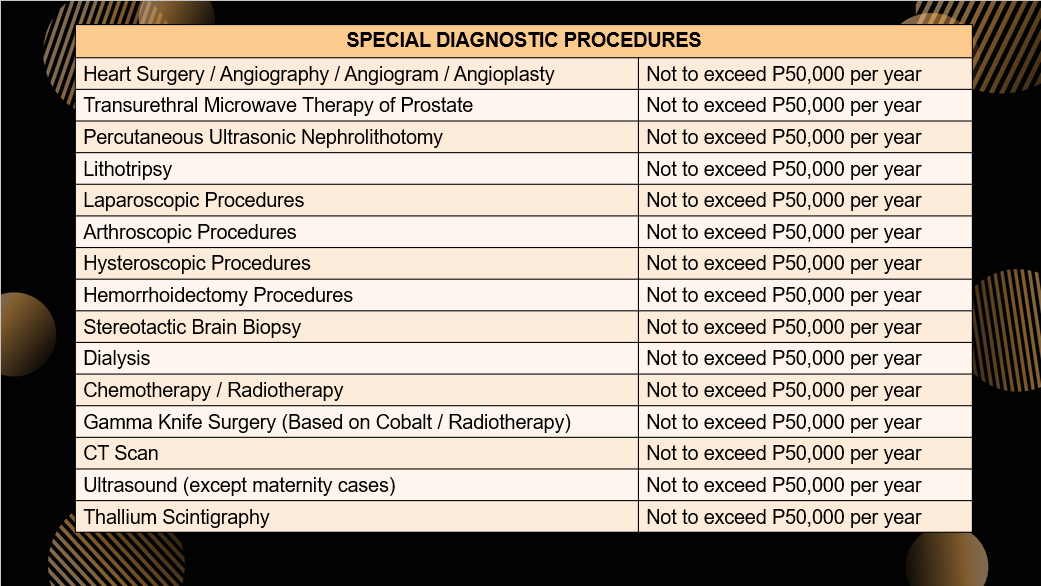 SPECIAL DIAGNOSTIC PROCEDURES
Heart Surgery / Angiography / Angiogram / Angioplasty Not to exceed P50,000 per year
Transurethral Microwave Therapy of Prostate Not to exceed P50,000 per year
Percutaneous Ultrasonic Nephrolithotomy Not to exceed P50,000 per year
Lithotripsy Not to exceed P50,000 per year
Laparoscopic Procedures Not to exceed P50,000 per year
Arthroscopic Procedures Not to exceed P50,000 per year
Hysteroscopic Procedures Not to exceed P50,000 per year
Hemorrhoidectomy Procedures Not to exceed P50,000 per year
Stereotactic Brain Biopsy Not to exceed P50,000 per year
Dialysis Not to exceed P50,000 per year
Chemotherapy / Radiotherapy Not to exceed P50,000 per year
Gamma Knife Surgery (Based on Cobalt / Radiotherapy) Not to exceed P50,000 per year
CT Scan Not to exceed P50,000 per year
Ultrasound (except maternity cases) Not to exceed P50,000 per year
Thallium Scintigraphy Not to exceed P50,000 per year